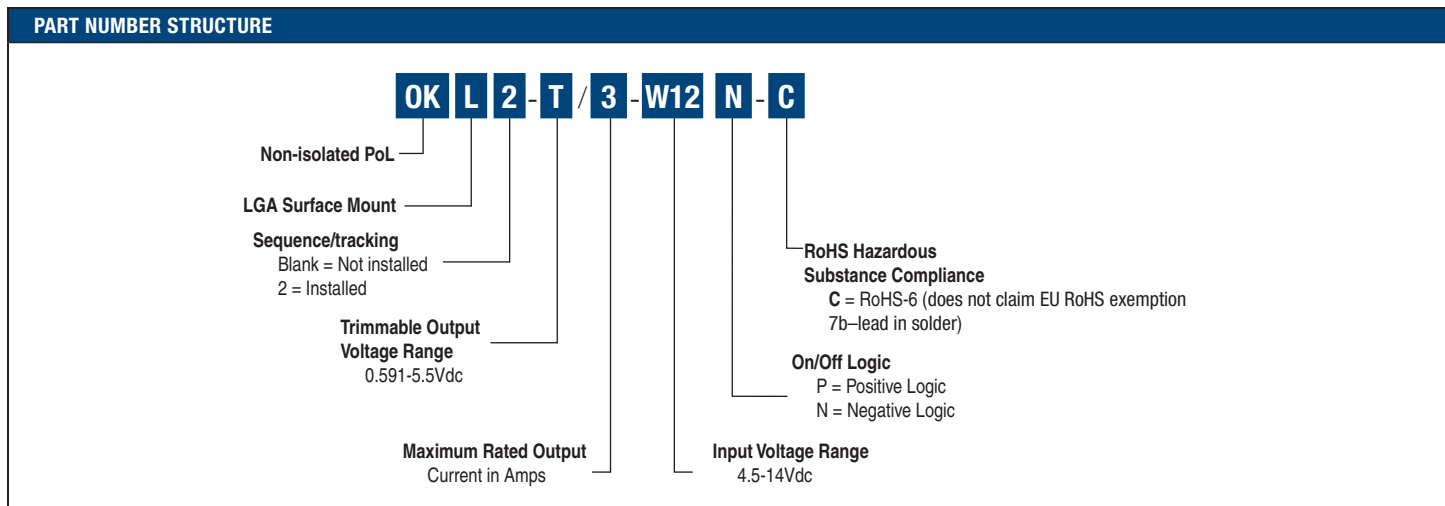 PART NUMBER STRUCTURE
OK L 2 - T / 3 - W12 N - C
Non-isolated PoL
LGA Surface Mount
Sequence/tracking
Blank = Not installed
2 = Installed
Trimmable Output
Voltage Range
0.591-5.5Vdc
Maximum Rated Output
Current in Amps
RoHS Hazardous
Substance Compliance
C = RoHS-6 (does not claim EU RoHS exemption
7b–lead in solder)
On/Off Logic
P = Positive Logic
N = Negative Logic
Input Voltage Range
4.5-14Vdc